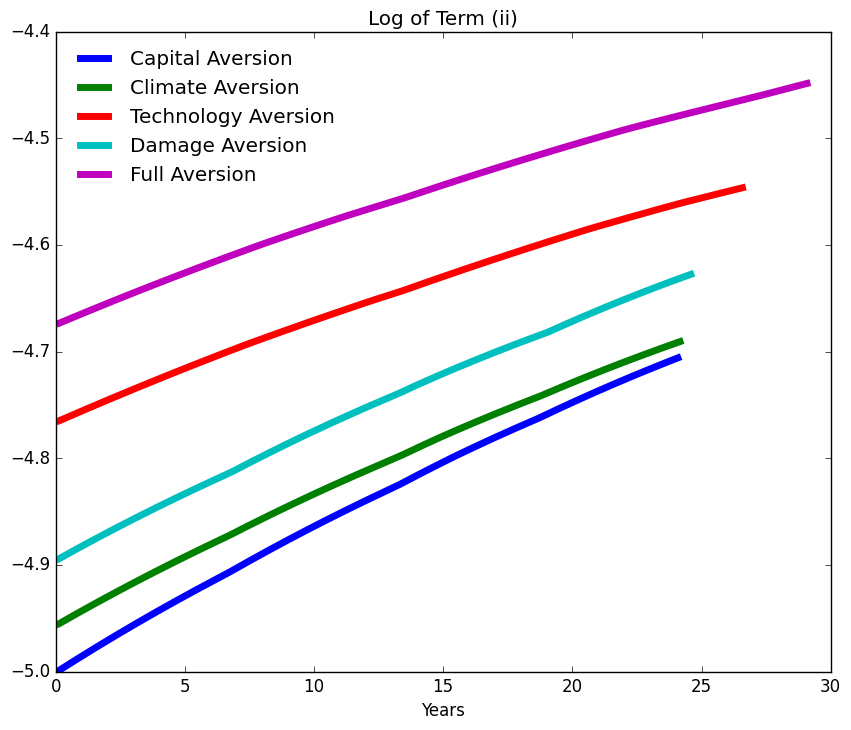 Log of Term (ii)
−4.4
−4.5
−4.6
−4.7
−4.8
−4.9
−5.0
Capital Aversion
Climate Aversion
Technology Aversion
Damage Aversion
Full Aversion
0 5 10 15 20 25 30
Years